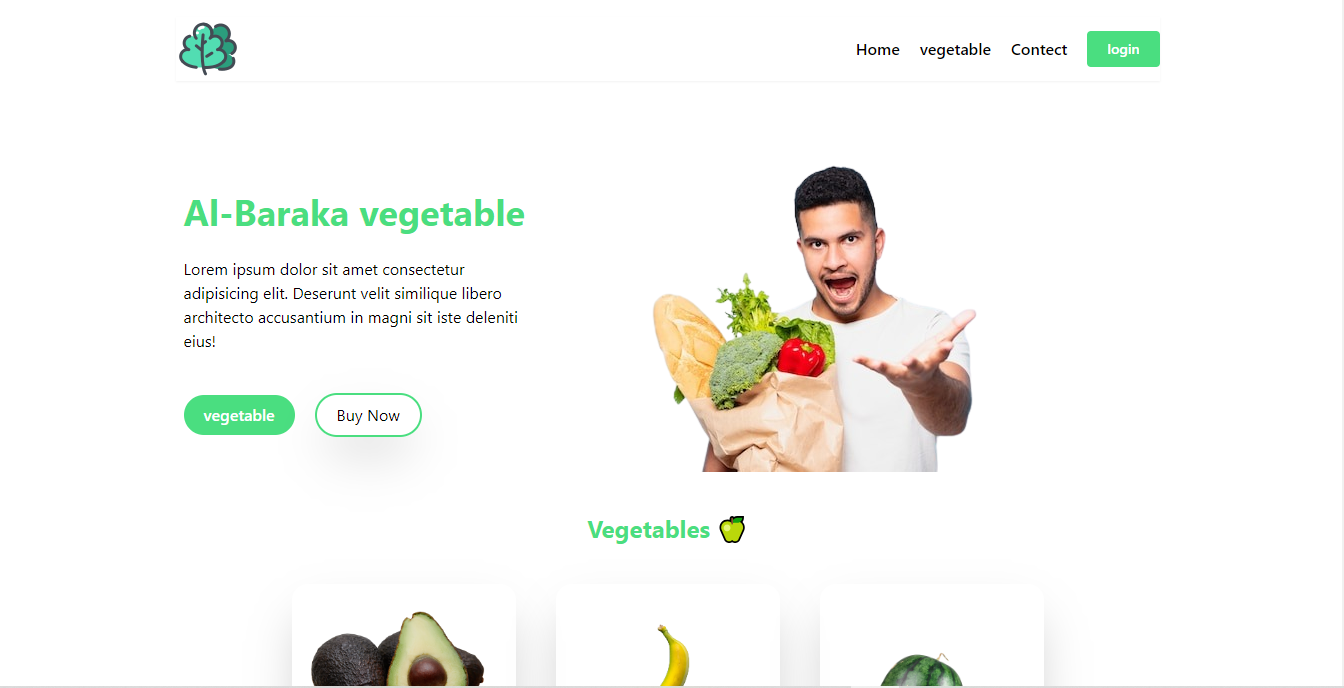 Home vegetable Contect login
Al-Baraka vegetable
Lorem ipsum dolor sit amet consectetur
adipisicing elit. Deserunt velit similique libero
architecto accusantium in magni sit iste deleniti
eius!
vegetable Buy Now
Vegetables 🍏